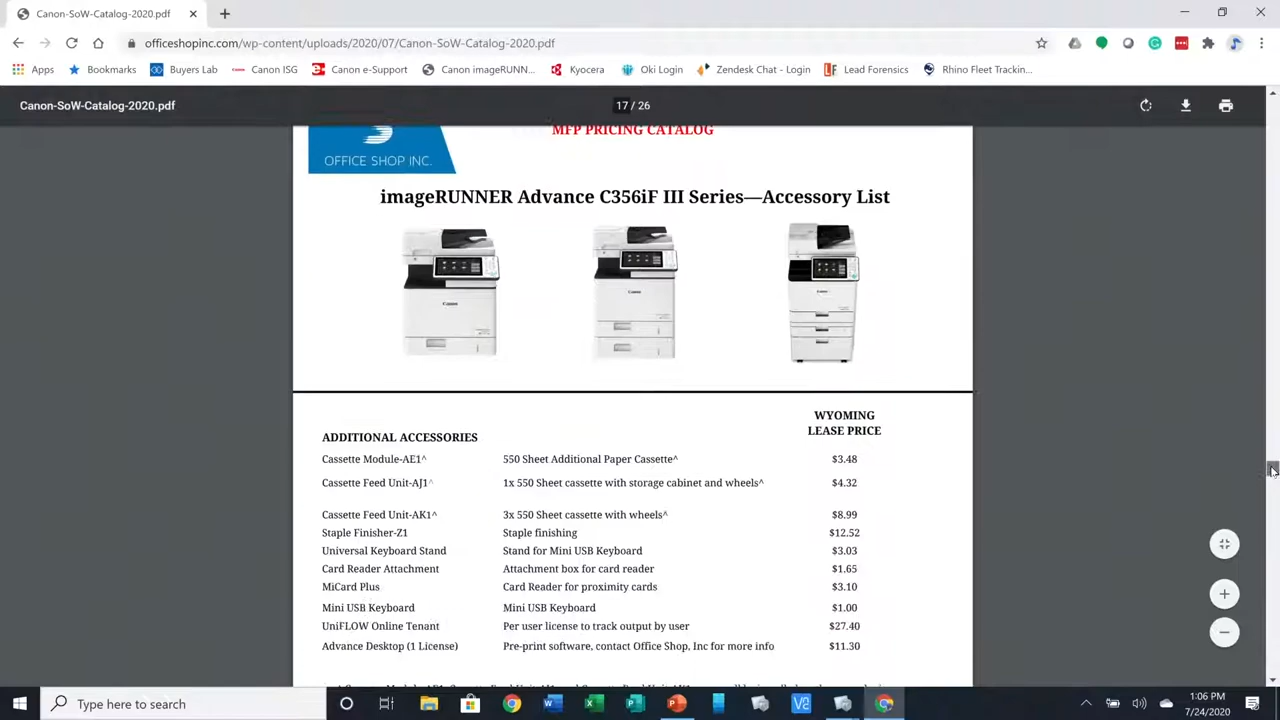 Canon-SoW-Catalog-2020.pdf
officeshopinc.com/wp-content/uploads/2020/07/Canon-SoW-Catalog-2020.pdf
Apps Bookmarks Buyers Lab Canon ISG Canon e-Support Canon imageRUNN... Kyocera Oki Login Zendesk Chat - Login Lead Forensics Rhino Fleet Trackin...
Canon-SoW-Catalog-2020.pdf 17 / 26
MFP PRICING CATALOG
OFFICE SHOP INC.
imageRUNNER Advance C356iF III Series—Accessory List
Canon
Canon
Canon
WYOMING
LEASE PRICE
ADDITIONAL ACCESSORIES
Cassette Module-AE1^ 550 Sheet Additional Paper Cassette^ $3.48
Cassette Feed Unit-AJ1^ 1x 550 Sheet cassette with storage cabinet and wheels^ $4.32
Cassette Feed Unit-AK1^ 3x 550 Sheet cassette with wheels^ $8.99
Staple Finisher-Z1 Staple finishing $12.52
Universal Keyboard Stand Stand for Mini USB Keyboard $3.03
Card Reader Attachment Attachment box for card reader $1.65
MiCard Plus Card Reader for proximity cards $3.10
Mini USB Keyboard Mini USB Keyboard $1.00
UniFLOW Online Tenant Per user license to track output by user $27.40
Advance Desktop (1 License) Pre-print software, contact Office Shop, Inc for more info $11.30
Type here to search
1:06 PM
7/24/2020